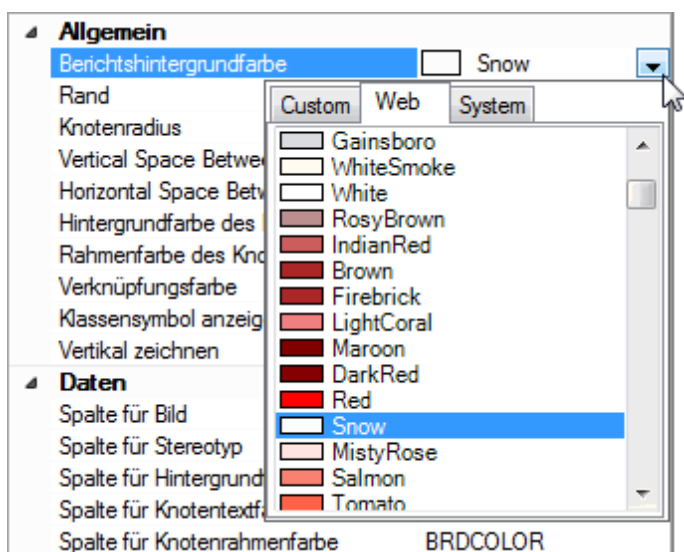 Allgemein
Berichtshintergrundfarbe Snow
Rand
Knotenradius
Vertical Space Betwee
Horizontal Space Betw
Hintergrundfarbe des
Rahmenfarbe des Kno
Verknüpfungsfarbe
Klassensymbol anzeig
Vertikal zeichnen
Daten
Spalte für Bild
Spalte für Stereotyp
Spalte für Hintergrund
Spalte für Knotentextf
Spalte für Knotenrahmenfarbe BRDCOLOR
Custom Web System
Gainsboro
WhiteSmoke
White
RosyBrown
IndianRed
Brown
Firebrick
LightCoral
Maroon
DarkRed
Red
Snow
MistyRose
Salmon
Tomato